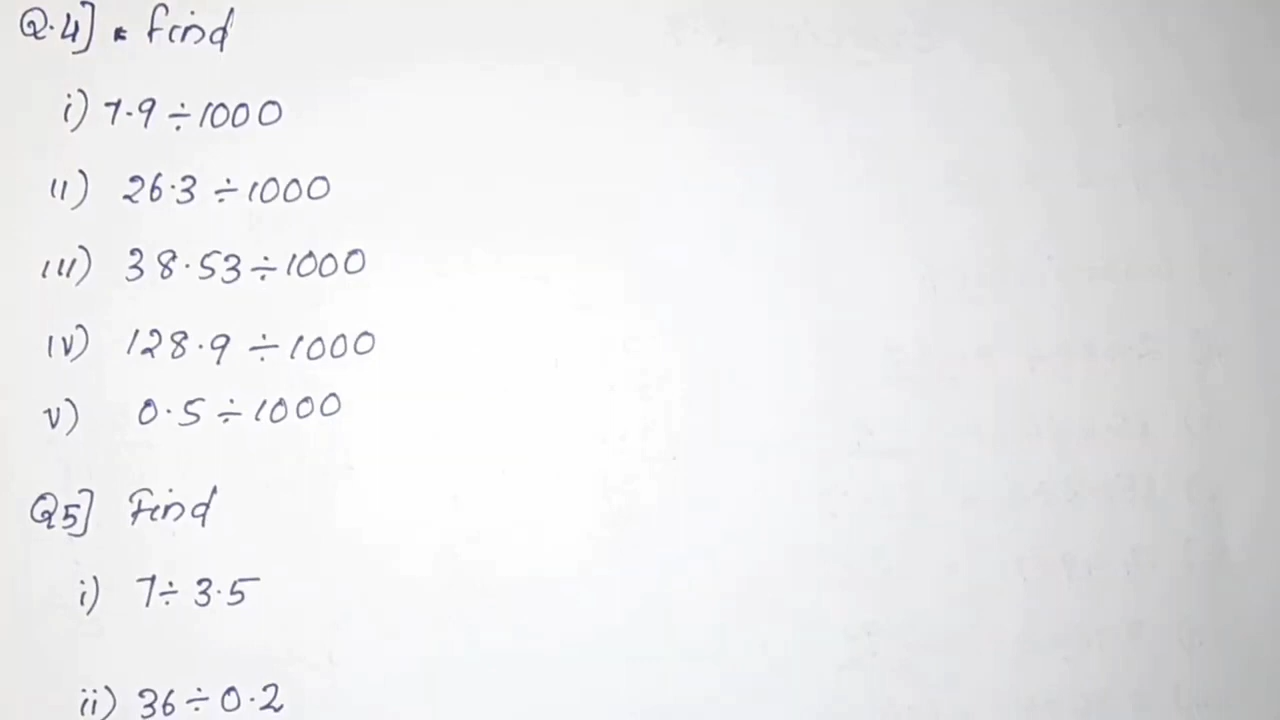 Q.4] Find
i) 7.9 ÷ 1000
ii) 26.3 ÷ 1000
iii) 38.53 ÷ 1000
iv) 128.9 ÷ 1000
v) 0.5 ÷ 1000
Q5] Find
i) 7 ÷ 3.5
ii) 36 ÷ 0.2